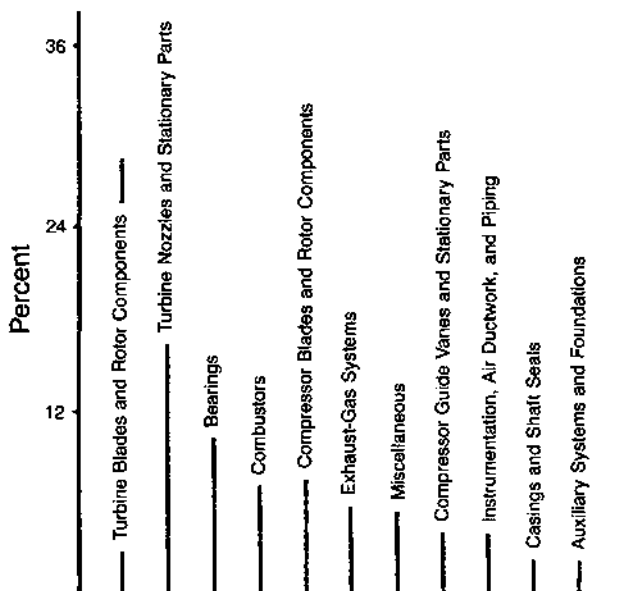 Percent
36
24
12
Turbine Blades and Rotor Components
Turbine Nozzles and Stationary Parts
Bearings
Combustors
Compressor Blades and Rotor Components
Exhaust-Gas Systems
Miscellaneous
Compressor Guide Vanes and Stationary Parts
Instrumentation, Air Ductwork, and Piping
Casings and Shaft Seals
Auxiliary Systems and Foundations